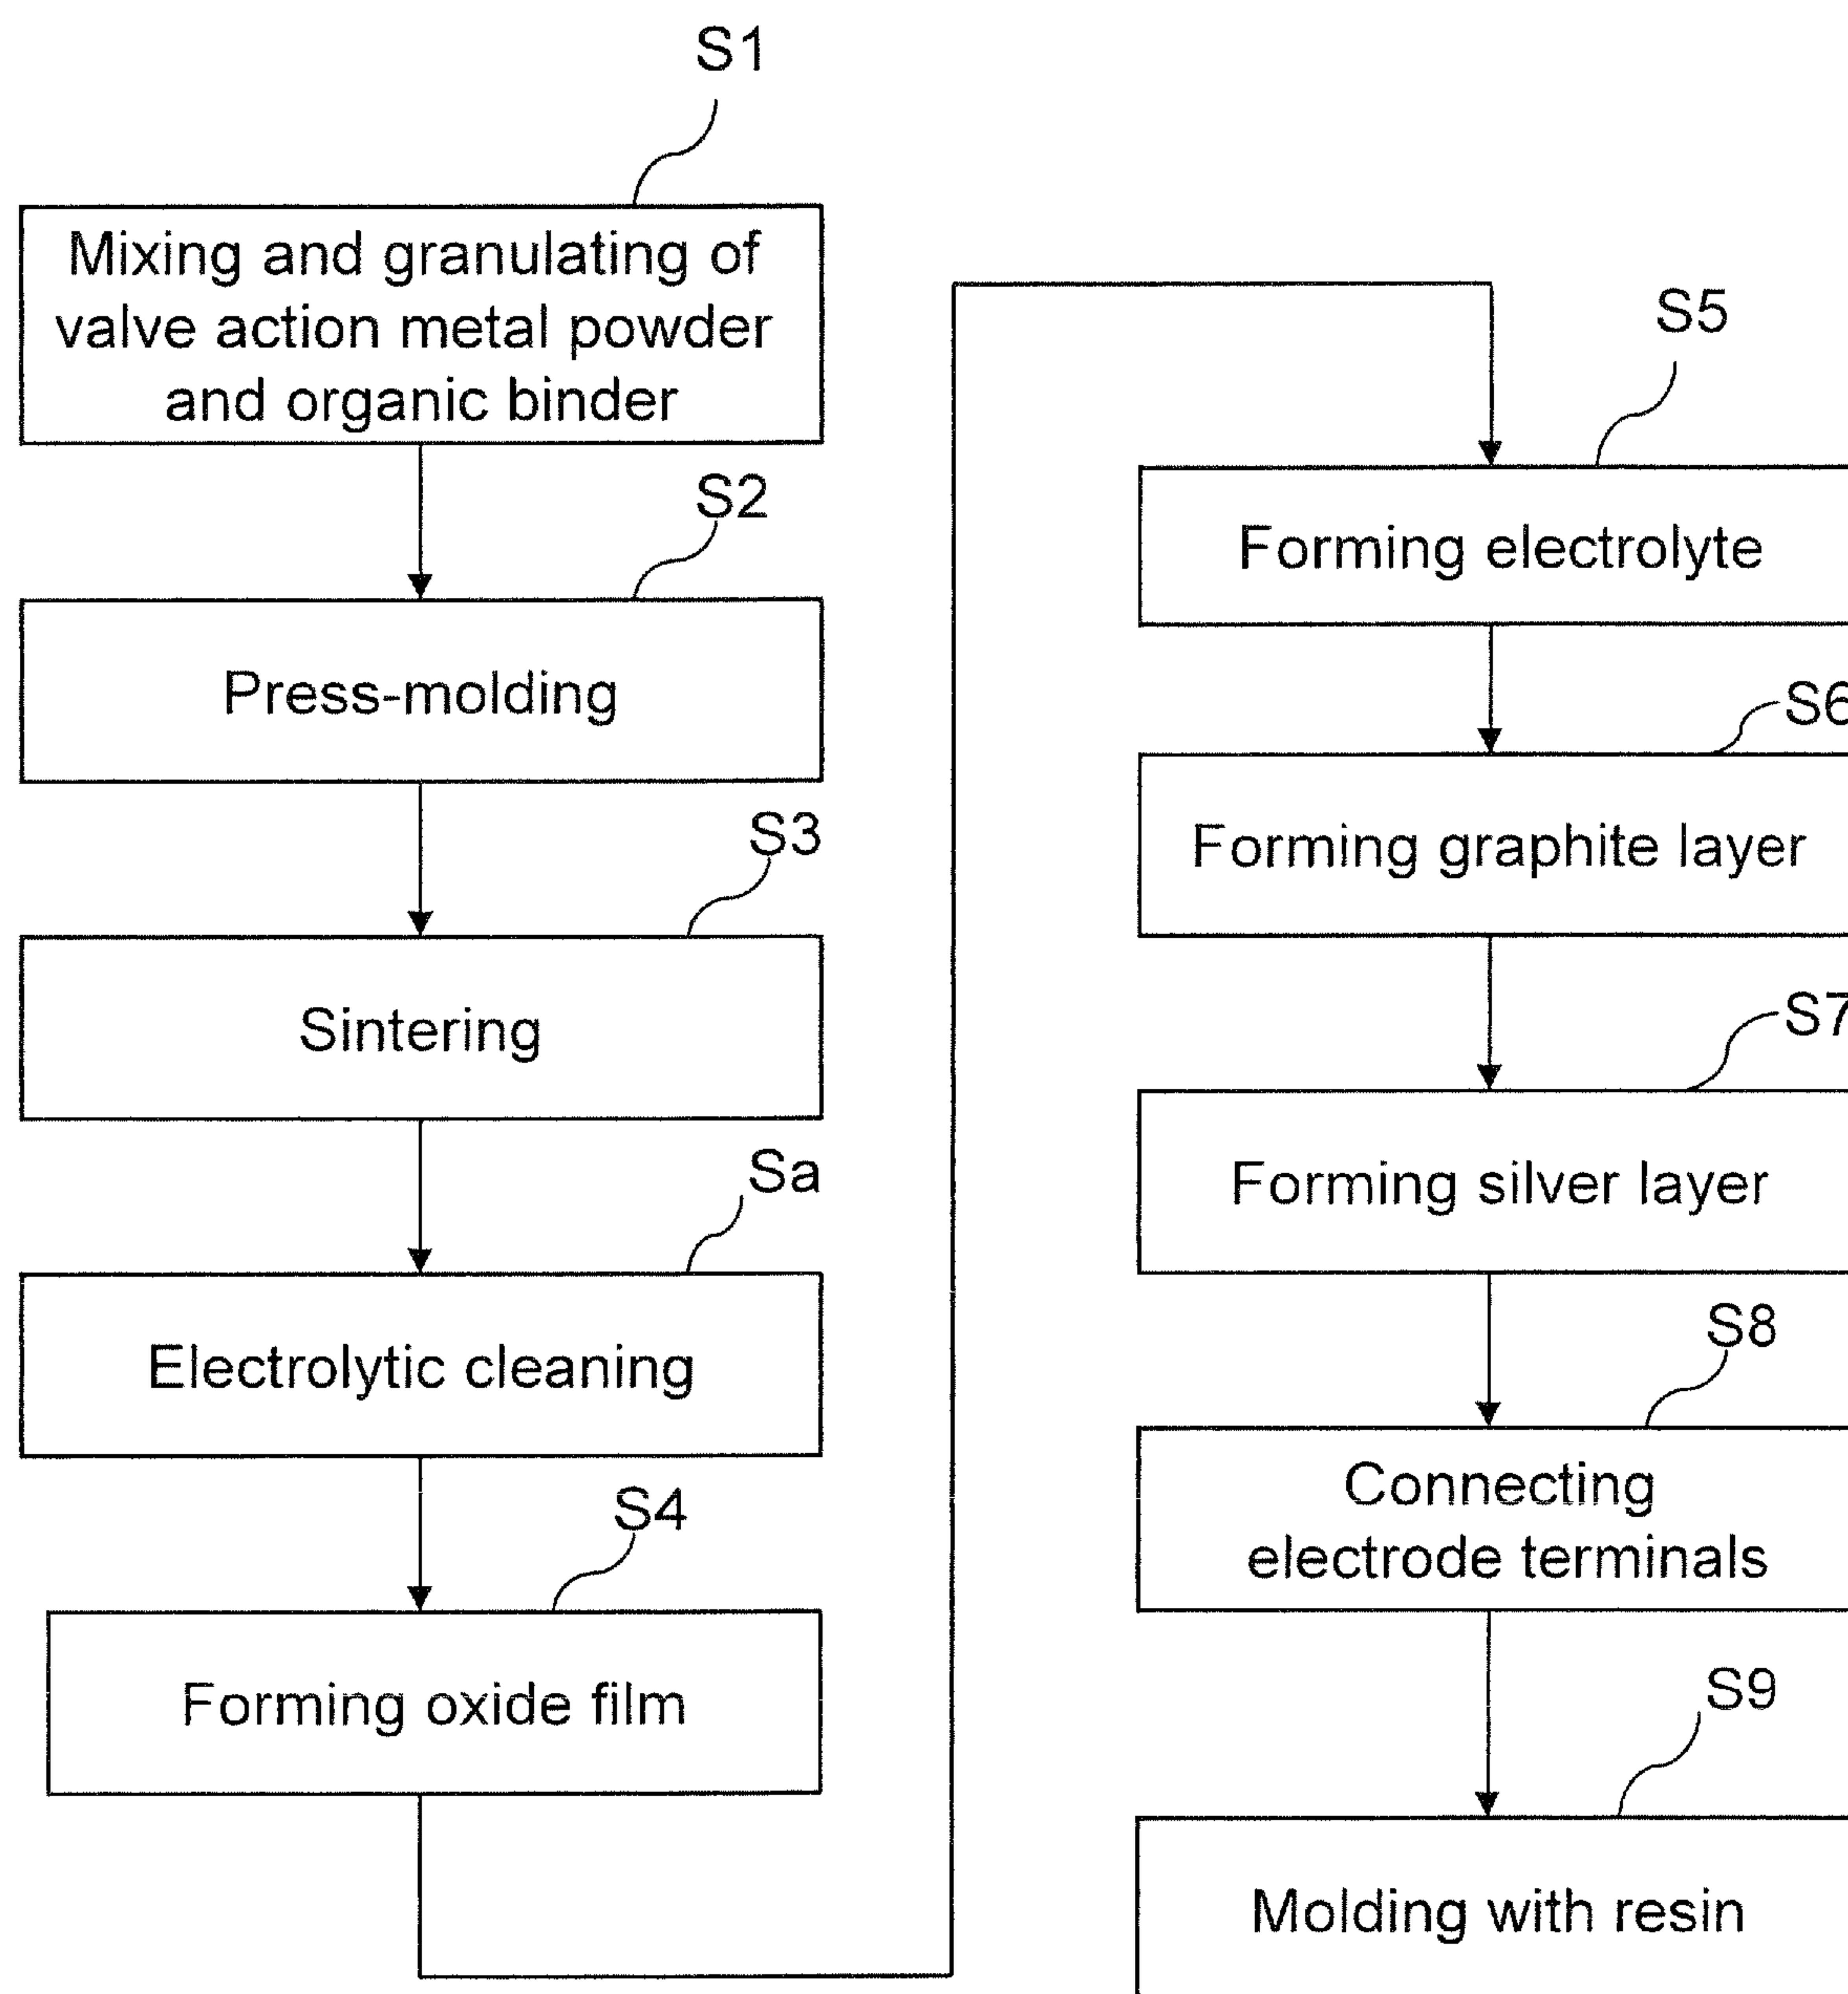 S1
Mixing and granulating of
valve action metal powder
and organic binder
S2
Press-molding
S3
Sintering
Sa
Electrolytic cleaning
S4
Forming oxide film
S5
Forming electrolyte
S6
Forming graphite layer
S7
Forming silver layer
S8
Connecting
electrode terminals
S9
Molding with resin